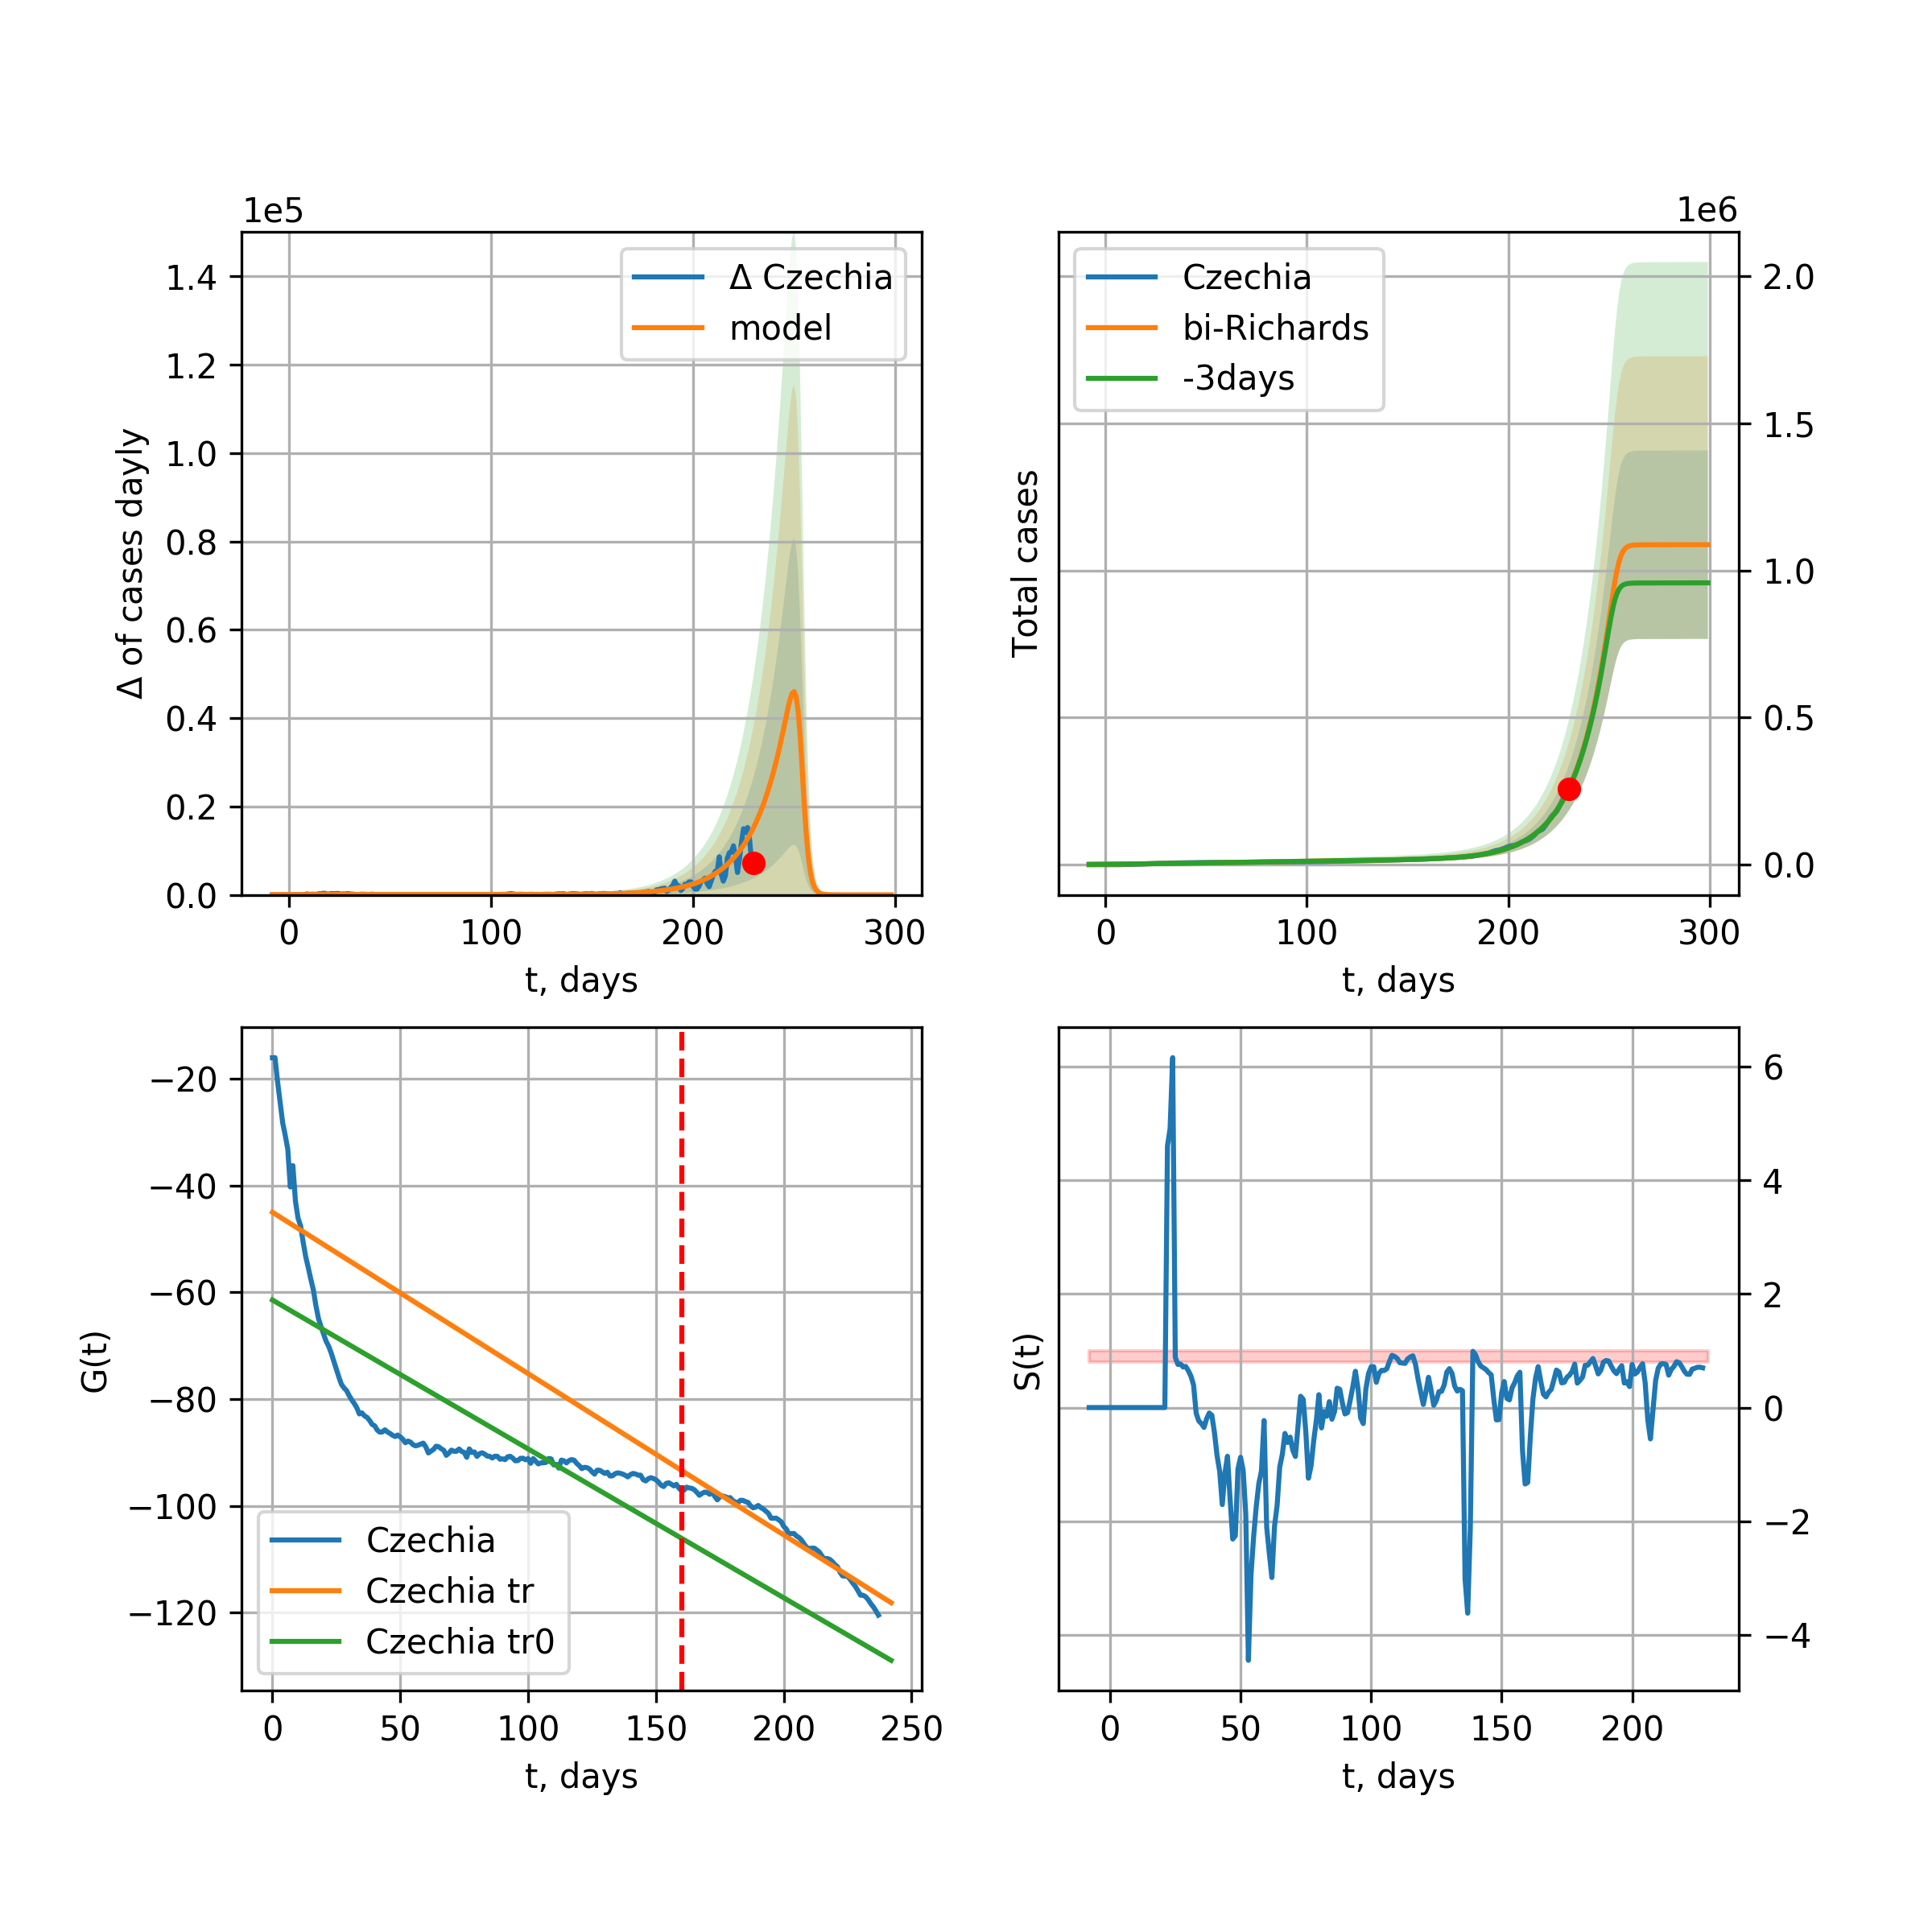 1e5
Δ of cases dayly
1.4
1.2
1.0
0.8
0.6
0.4
0.2
0.0
Δ Czechia
model
0 100 200 300
t, days
1e6
Total cases
Czechia
bi-Richards
-3days
2.0
1.5
1.0
0.5
0.0
0 100 200 300
t, days
G(t)
−20
−40
−60
−80
−100
−120
Czechia
Czechia tr
Czechia tr0
0 50 100 150 200 250
t, days
S(t)
6
4
2
0
−2
−4
0 50 100 150 200
t, days